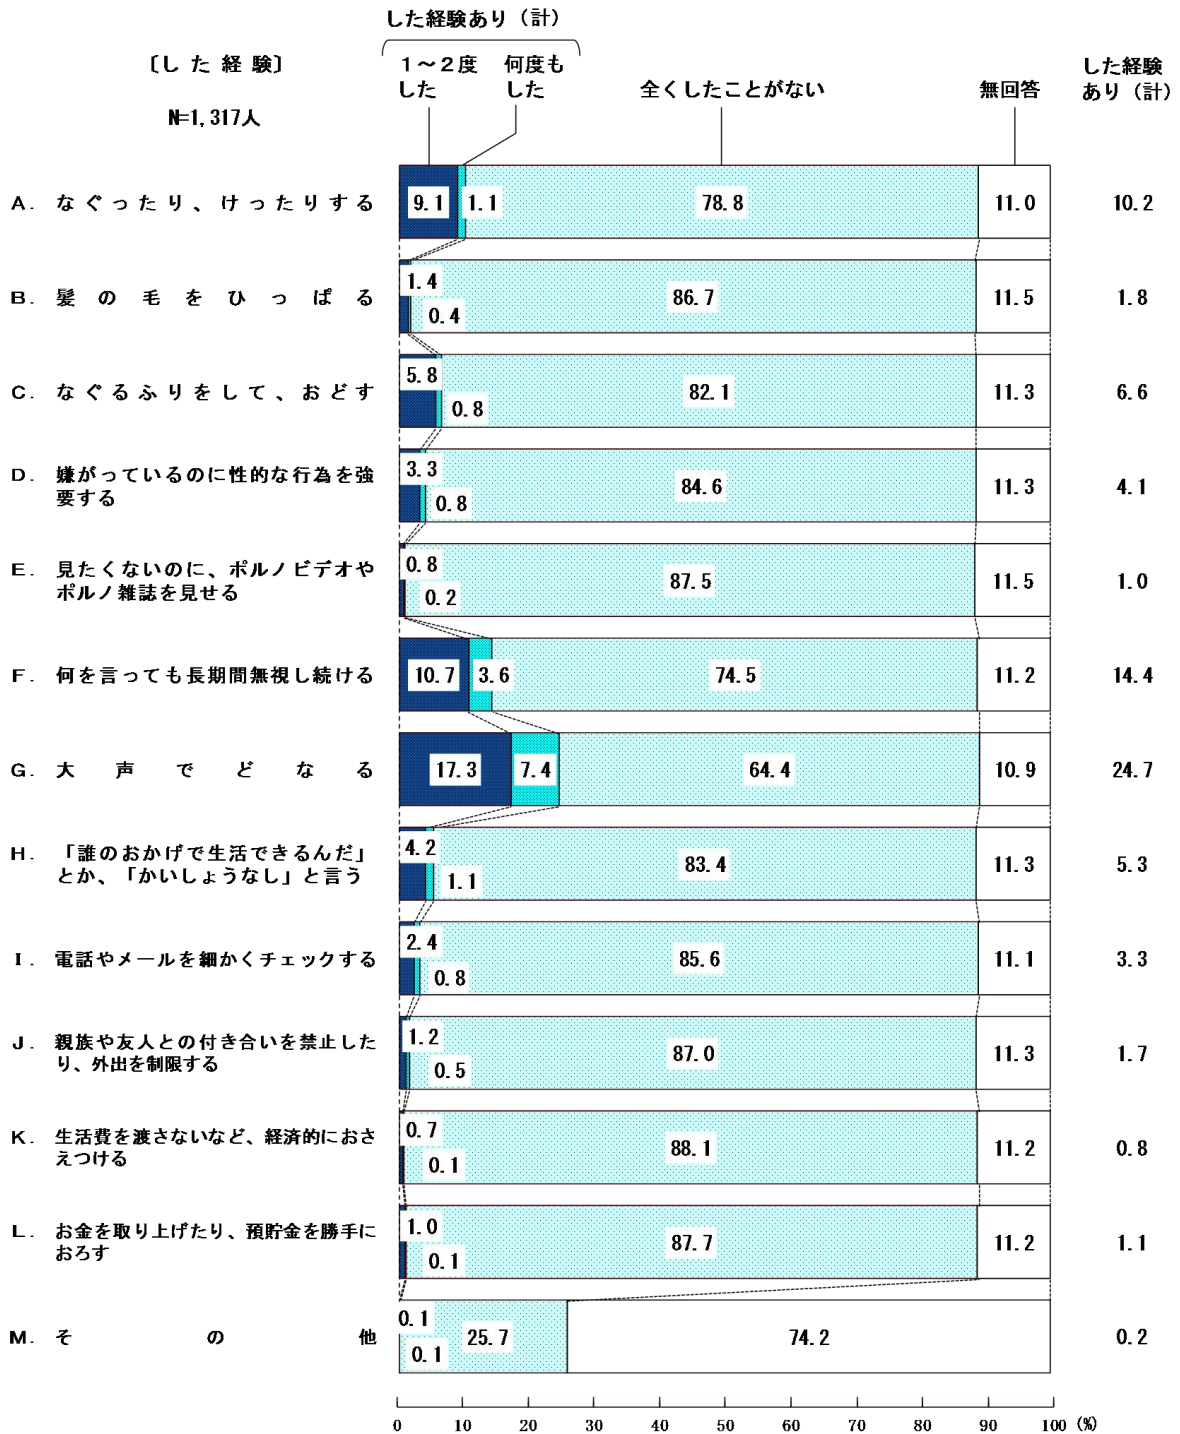 した経験あり（計）
〔した経験〕
N=1,317人
１～２度
した
何度も
した
全くしたことがない
無回答
した経験
あり（計）
A. なぐったり、けったりする 9.1 1.1 78.8 11.0 10.2
B. 髪の毛をひっぱる 1.4 0.4 86.7 11.5 1.8
C. なぐるふりをして、おどす 5.8 0.8 82.1 11.3 6.6
D. 嫌がっているのに性的な行為を強
要する 3.3 0.8 84.6 11.3 4.1
E. 見たくないのに、ポルノビデオや
ポルノ雑誌を見せる 0.8 0.2 87.5 11.5 1.0
F. 何を言っても長期間無視し続ける 10.7 3.6 74.5 11.2 14.4
G. 大声でどなる 17.3 7.4 64.4 10.9 24.7
H. 「誰のおかげで生活できるんだ」
とか、「かいしょうなし」と言う 4.2 1.1 83.4 11.3 5.3
I. 電話やメールを細かくチェックする 2.4 0.8 85.6 11.1 3.3
J. 親族や友人との付き合いを禁止した
り、外出を制限する 1.2 0.5 87.0 11.3 1.7
K. 生活費を渡さないなど、経済的におさ
えつける 0.7 0.1 88.1 11.2 0.8
L. お金を取り上げたり、預貯金を勝手に
おろす 1.0 0.1 87.7 11.2 1.1
M. その他 0.1 0.1 25.7 74.2 0.2
0 10 20 30 40 50 60 70 80 90 100 (%)